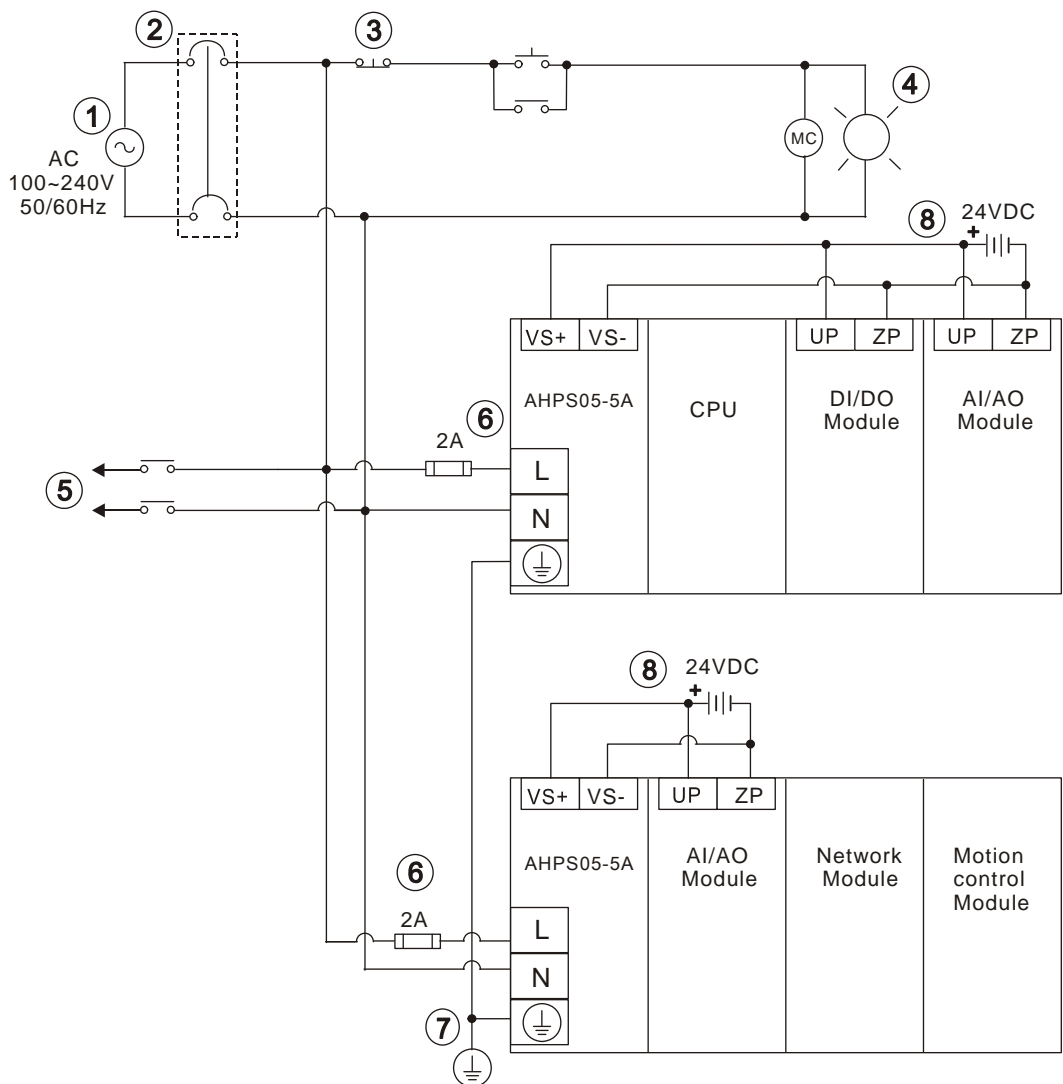 2
3
1
AC
100~240V
50/60Hz
MC
4
8
24VDC
+
VS+ VS-
UP ZP
UP ZP
AHPS05-5A
CPU
DI/DO
Module
AI/AO
Module
6
2A
L
N
5
8
24VDC
+
VS+ VS-
UP ZP
AHPS05-5A
AI/AO
Module
Network
Module
Motion
control
Module
6
2A
L
N
7